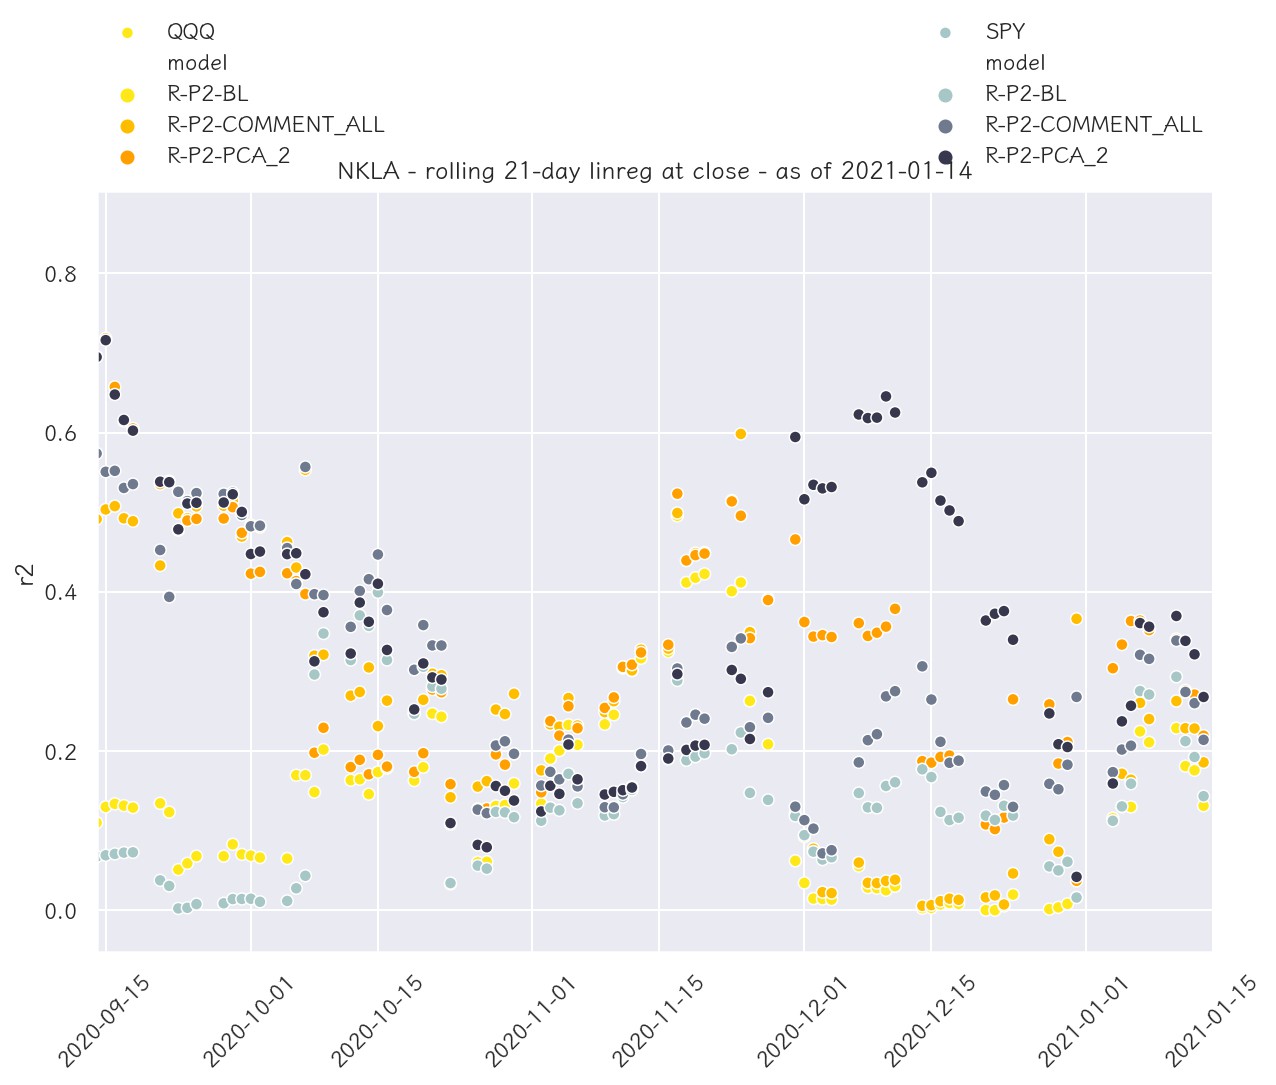 QQQ
model
R-P2-BL
R-P2-COMMENT_ALL
R-P2-PCA_2
SPY
model
R-P2-BL
R-P2-COMMENT_ALL
R-P2-PCA_2
NKLA - rolling 21-day linreg at close - as of 2021-01-14
r2
0.8
0.6
0.4
0.2
0.0
2020-09-15
2020-10-01
2020-10-15
2020-11-01
2020-11-15
2020-12-01
2020-12-15
2021-01-01
2021-01-15